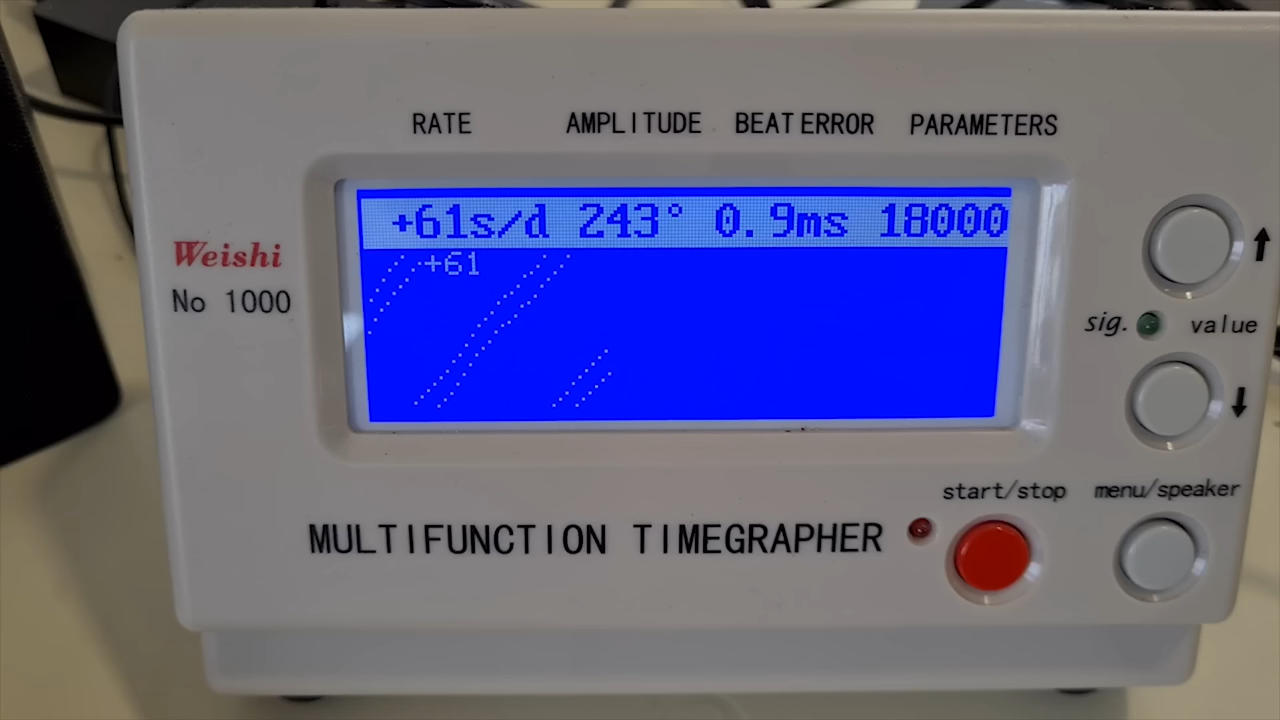 RATE AMPLITUDE BEAT ERROR PARAMETERS
+61s/d 243° 0.9ms 18000
+61
Weishi
No 1000
sig. value
start/stop menu/speaker
MULTIFUNCTION TIMEGRAPHER